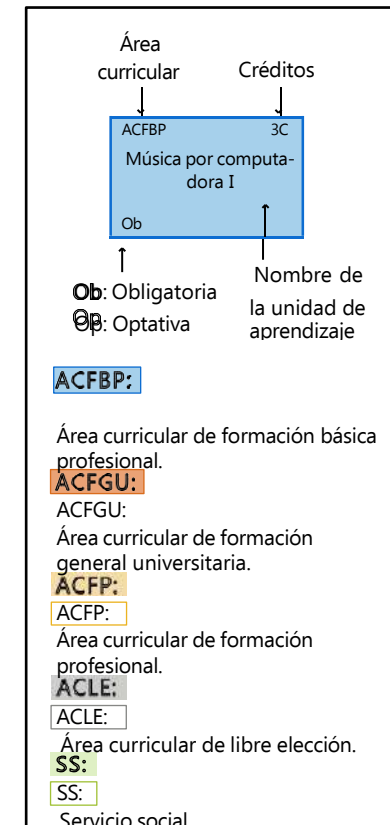 Área
curricular
Créditos
ACFBP 3C
Música por computa-
dora I
Ob
Ob: Obligatoria
Op: Optativa
Nombre de
la unidad de
aprendizaje
ACFBP:
Área curricular de formación básica
profesional.
ACFGU:
ACFGU:
Área curricular de formación
general universitaria.
ACFP:
ACFP:
Área curricular de formación
profesional.
ACLE:
ACLE:
Área curricular de libre elección.
SS:
SS:
Servicio social